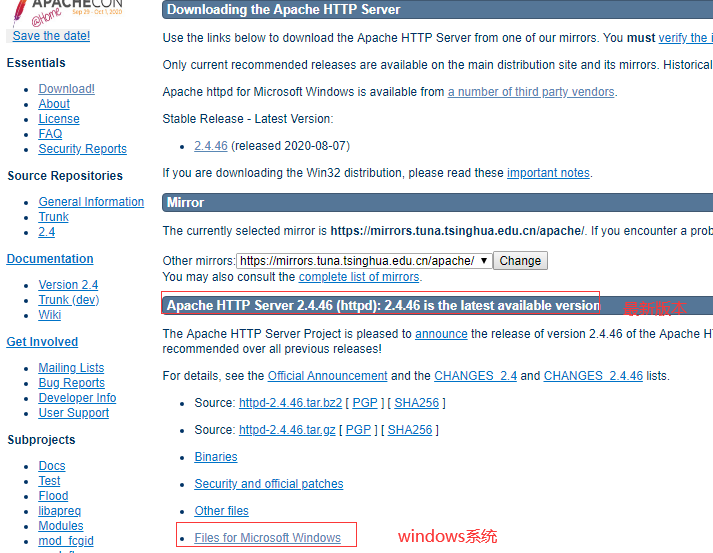 APACHECON
@Home
Sep 29 - Oct 1, 2020
Save the date!
Essentials
Download!
About
License
FAQ
Security Reports
Source Repositories
General Information
Trunk
2.4
Documentation
Version 2.4
Trunk (dev)
Wiki
Get Involved
Mailing Lists
Bug Reports
Developer Info
User Support
Subprojects
Docs
Test
Flood
libapreq
Modules
mod_fcgid
Downloading the Apache HTTP Server
Use the links below to download the Apache HTTP Server from one of our mirrors. You must verify the i
Only current recommended releases are available on the main distribution site and its mirrors. Historical
Apache httpd for Microsoft Windows is available from a number of third party vendors.
Stable Release - Latest Version:
2.4.46 (released 2020-08-07)
If you are downloading the Win32 distribution, please read these important notes.
Mirror
The currently selected mirror is https://mirrors.tuna.tsinghua.edu.cn/apache/. If you encounter a prob
Other mirrors: https://mirrors.tuna.tsinghua.edu.cn/apache/ Change
You may also consult the complete list of mirrors.
Apache HTTP Server 2.4.46 (httpd): 2.4.46 is the latest available version 最新版本
The Apache HTTP Server Project is pleased to announce the release of version 2.4.46 of the Apache H
recommended over all previous releases!
For details, see the Official Announcement and the CHANGES_2.4 and CHANGES_2.4.46 lists.
Source: httpd-2.4.46.tar.bz2 [ PGP ] [ SHA256 ]
Source: httpd-2.4.46.tar.gz [ PGP ] [ SHA256 ]
Binaries
Security and official patches
Other files
Files for Microsoft Windows windows系统